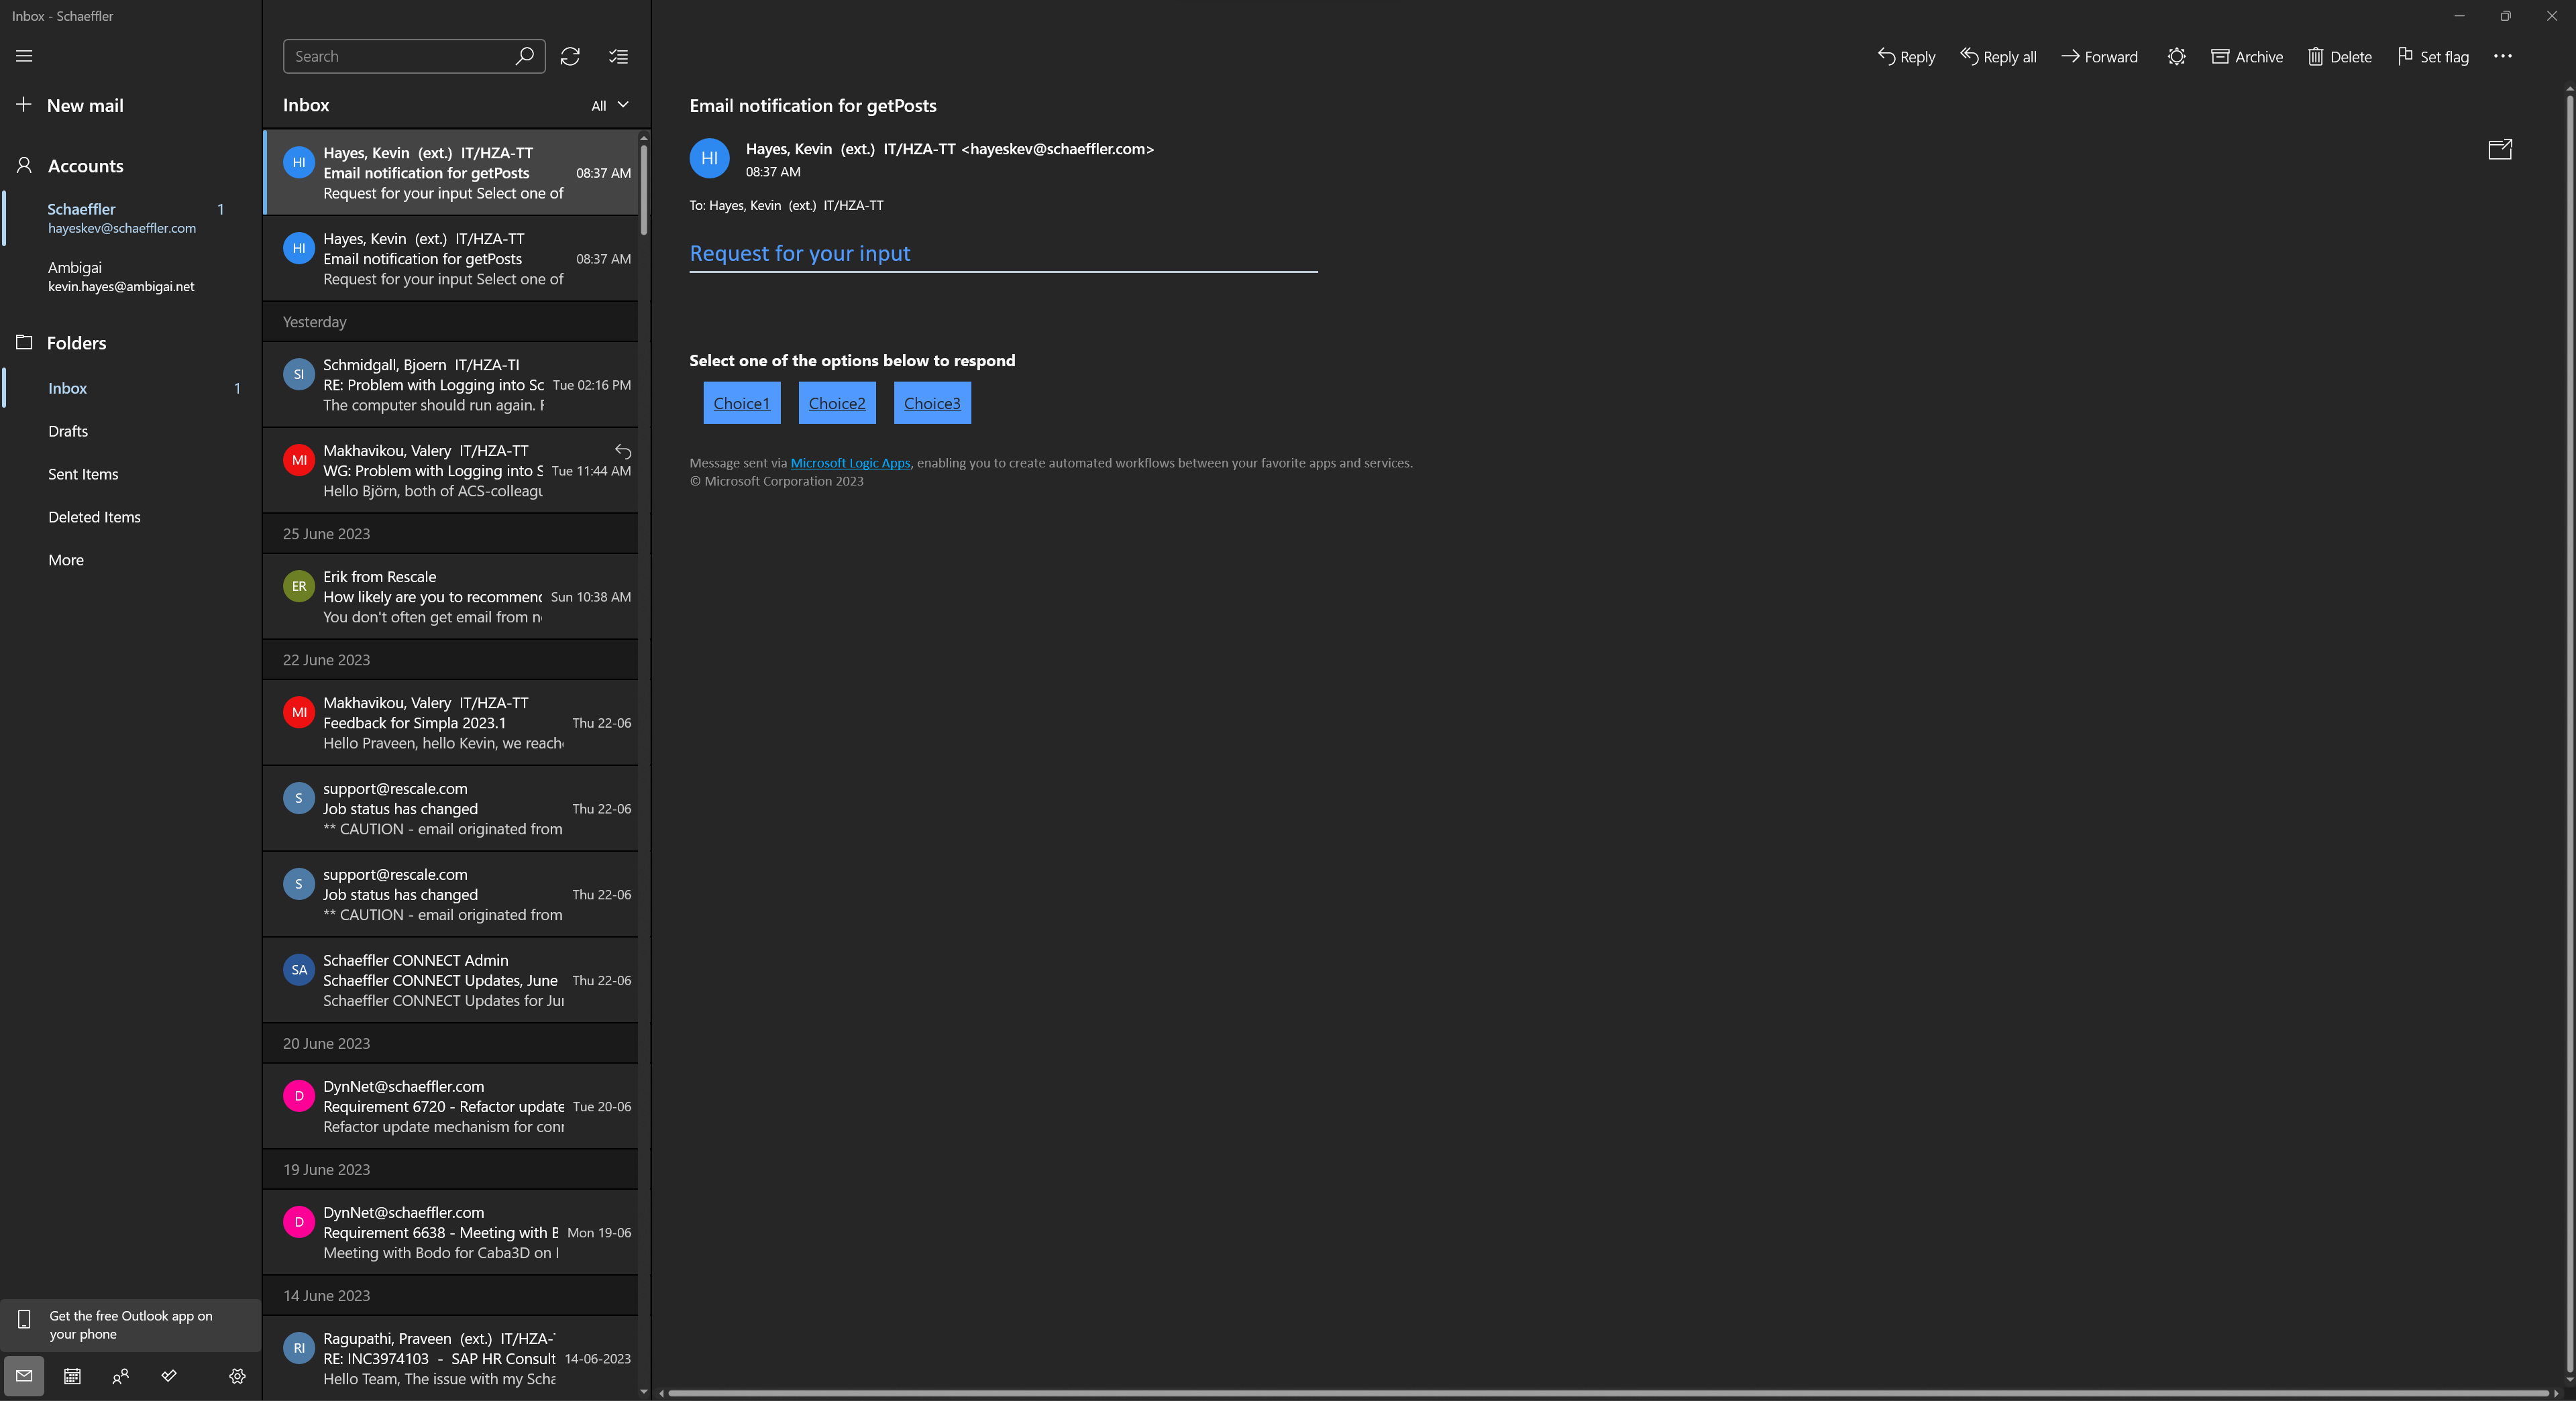 Inbox - Schaeffler
New mail
Accounts
Schaeffler 1
hayeskev@schaeffler.com
Ambigai
kevin.hayes@ambigai.net
Folders
Inbox 1
Drafts
Sent Items
Deleted Items
More
Get the free Outlook app on
your phone
Search
Inbox All
HI
Hayes, Kevin (ext.) IT/HZA-TT
Email notification for getPosts 08:37 AM
Request for your input Select one of
HI
Hayes, Kevin (ext.) IT/HZA-TT
Email notification for getPosts 08:37 AM
Request for your input Select one of
Yesterday
SI
Schmidgall, Bjoern IT/HZA-TI
RE: Problem with Logging into Sc Tue 02:16 PM
The computer should run again. F
MI
Makhavikou, Valery IT/HZA-TT
WG: Problem with Logging into S Tue 11:44 AM
Hello Björn, both of ACS-colleagu
25 June 2023
ER
Erik from Rescale
How likely are you to recommend Sun 10:38 AM
You don't often get email from n
22 June 2023
MI
Makhavikou, Valery IT/HZA-TT
Feedback for Simpla 2023.1 Thu 22-06
Hello Praveen, hello Kevin, we reach
S
support@rescale.com
Job status has changed Thu 22-06
** CAUTION - email originated from
S
support@rescale.com
Job status has changed Thu 22-06
** CAUTION - email originated from
SA
Schaeffler CONNECT Admin
Schaeffler CONNECT Updates, June Thu 22-06
Schaeffler CONNECT Updates for Jun
20 June 2023
D
DynNet@schaeffler.com
Requirement 6720 - Refactor update Tue 20-06
Refactor update mechanism for con
19 June 2023
D
DynNet@schaeffler.com
Requirement 6638 - Meeting with B Mon 19-06
Meeting with Bodo for Caba3D on
14 June 2023
RI
Ragupathi, Praveen (ext.) IT/HZA-
RE: INC3974103 - SAP HR Consult 14-06-2023
Hello Team, The issue with my Scha
Reply Reply all Forward Archive Delete Set flag
Email notification for getPosts
HI
Hayes, Kevin (ext.) IT/HZA-TT <hayeskev@schaeffler.com>
08:37 AM
To: Hayes, Kevin (ext.) IT/HZA-TT
Request for your input
Select one of the options below to respond
Choice1 Choice2 Choice3
Message sent via Microsoft Logic Apps, enabling you to create automated workflows between your favorite apps and services.
© Microsoft Corporation 2023